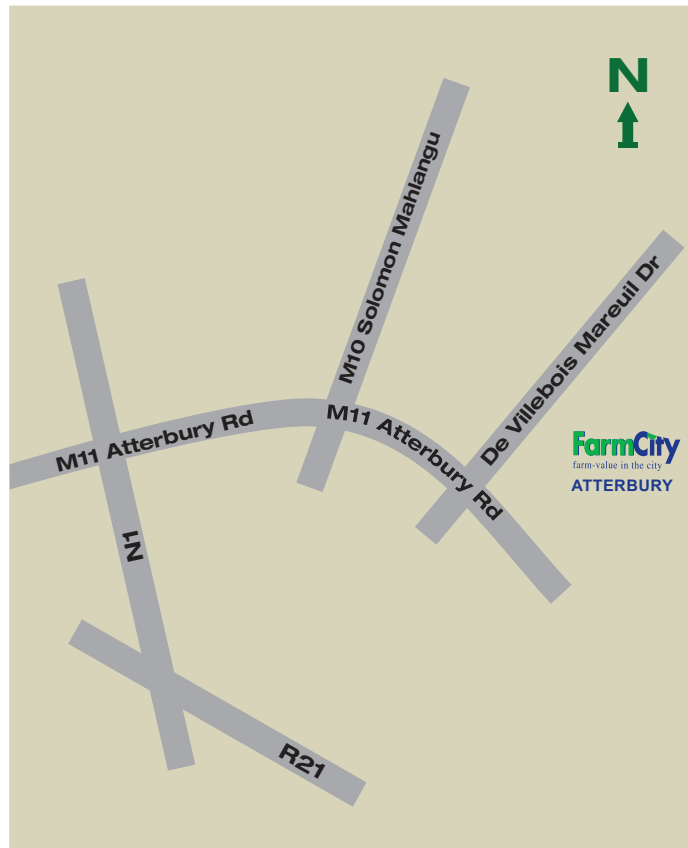 N
M10 Solomon Mahlangu
De Villebois Mareuil Dr
M11 Atterbury Rd
M11 Atterbury Rd
FarmCity
farm-value in the city
ATTERBURY
N1
R21